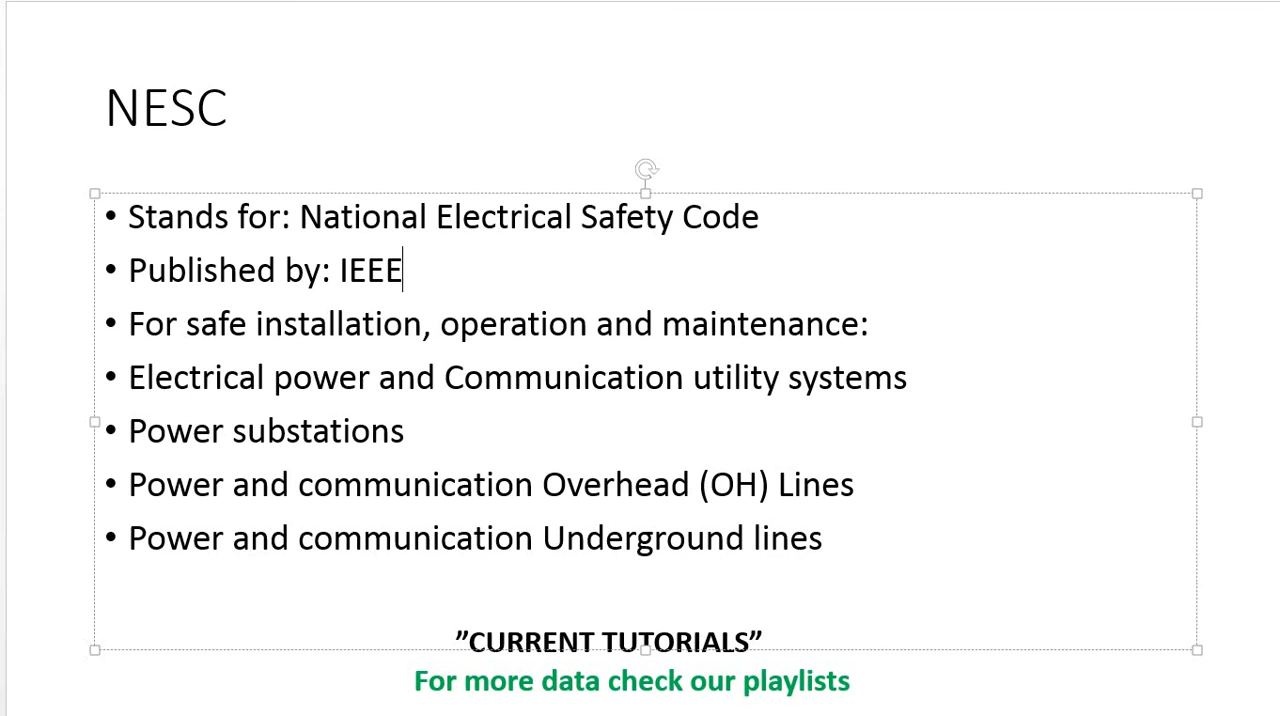 NESC
• Stands for: National Electrical Safety Code
• Published by: IEEE
• For safe installation, operation and maintenance:
• Electrical power and Communication utility systems
• Power substations
• Power and communication Overhead (OH) Lines
• Power and communication Underground lines
”CURRENT TUTORIALS”
For more data check our playlists